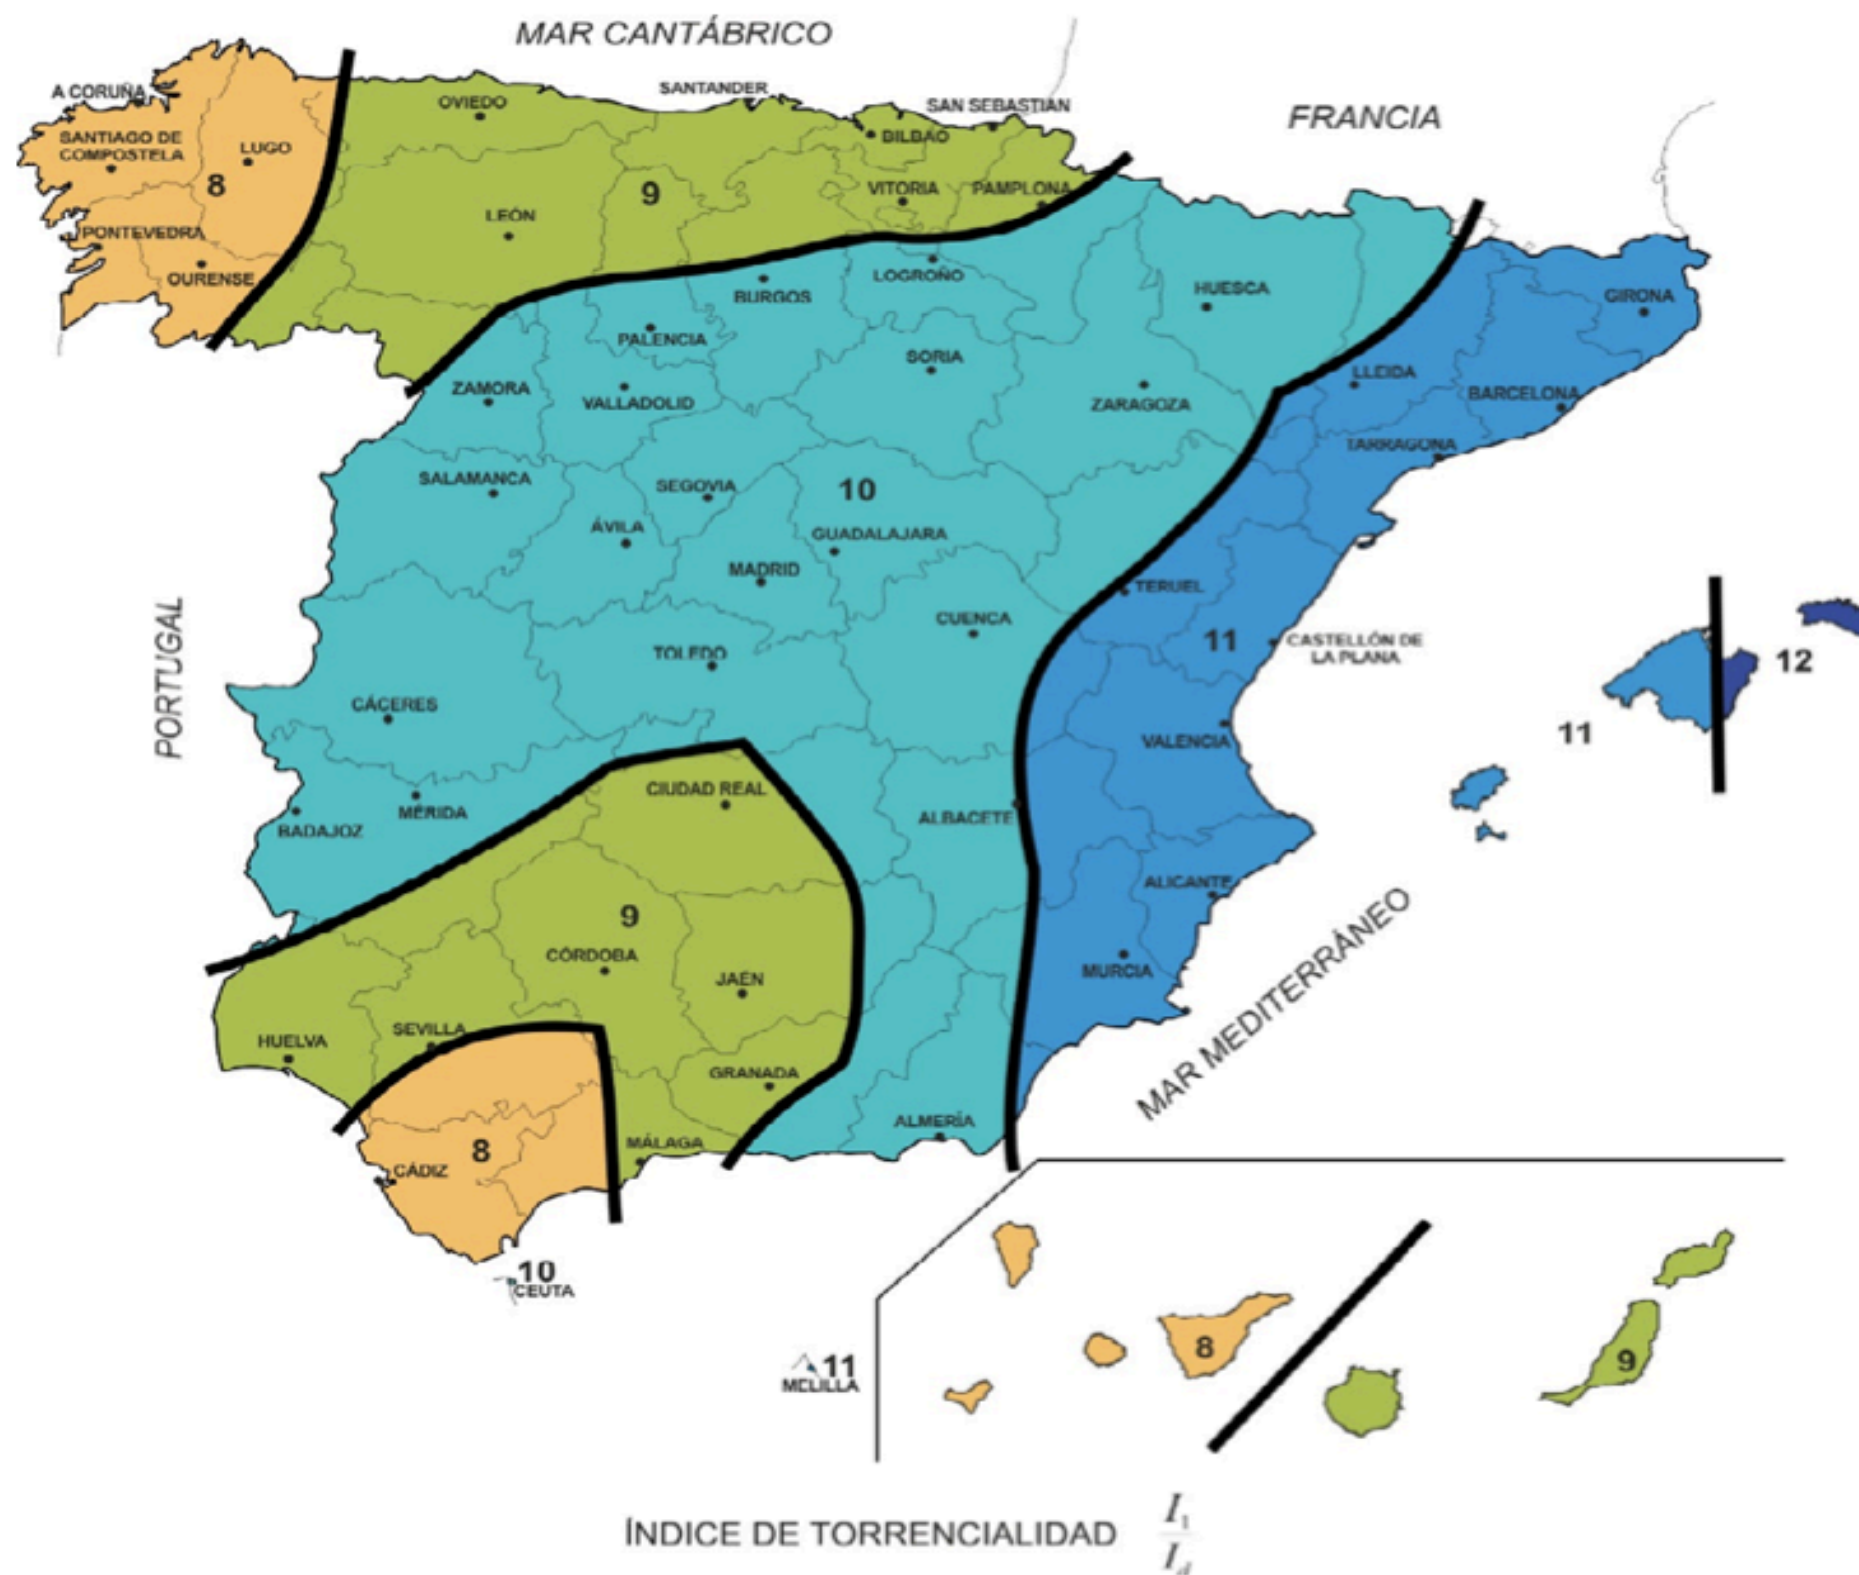 MAR CANTÁBRICO
A CORUÑA
OVIEDO
SANTANDER
SAN SEBASTIÁN
FRANCIA
SANTIAGO DE
COMPOSTELA
LUGO
BILBAO
8
9
VITORIA
PAMPLONA
LEÓN
PONTEVEDRA
OURENSE
LOGROÑO
BURGOS
HUESCA
GIRONA
PALENCIA
SORIA
LLEIDA
ZAMORA
VALLADOLID
ZARAGOZA
BARCELONA
TARRAGONA
SALAMANCA
SEGOVIA
10
ÁVILA
GUADALAJARA
MADRID
TERUEL
CUENCA
PORTUGAL
TOLEDO
11
CASTELLÓN DE
LA PLANA
12
CÁCERES
11
VALENCIA
CIUDAD REAL
MÉRIDA
BADAJOZ
ALBACETE
ALICANTE
9
CÓRDOBA
JAEN
MURCIA
MAR MEDITERRÁNEO
SEVILLA
HUELVA
GRANADA
ALMERÍA
MÁLAGA
8
CÁDIZ
10
CEUTA
11
MELILLA
8
9
ÍNDICE DE TORRENCIALIDAD I₁
I_d